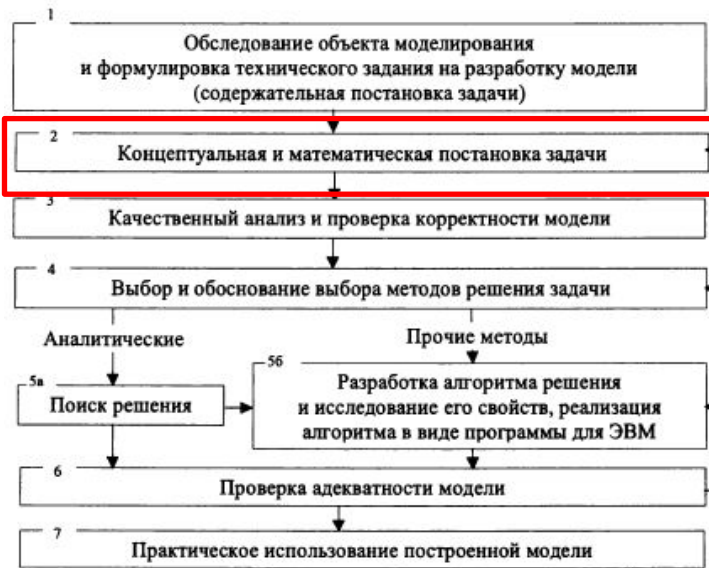 1
Обследование объекта моделирования
и формулировка технического задания на разработку модели
(содержательная постановка задачи)
2
Концептуальная и математическая постановка задачи
3
Качественный анализ и проверка корректности модели
4
Выбор и обоснование выбора методов решения задачи
Аналитические
Прочие методы
5а
Поиск решения
5б
Разработка алгоритма решения
и исследование его свойств, реализация
алгоритма в виде программы для ЭВМ
6
Проверка адекватности модели
7
Практическое использование построенной модели